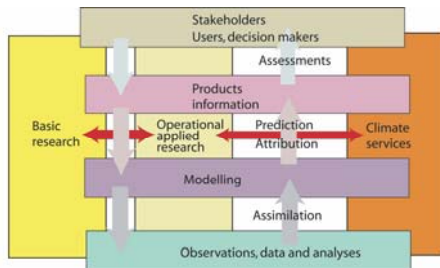 Stakeholders
Users, decision makers
Assessments
Products
information
Basic
research
Operational
applied
research
Prediction
Attribution
Climate
services
Modelling
Assimilation
Observations, data and analyses